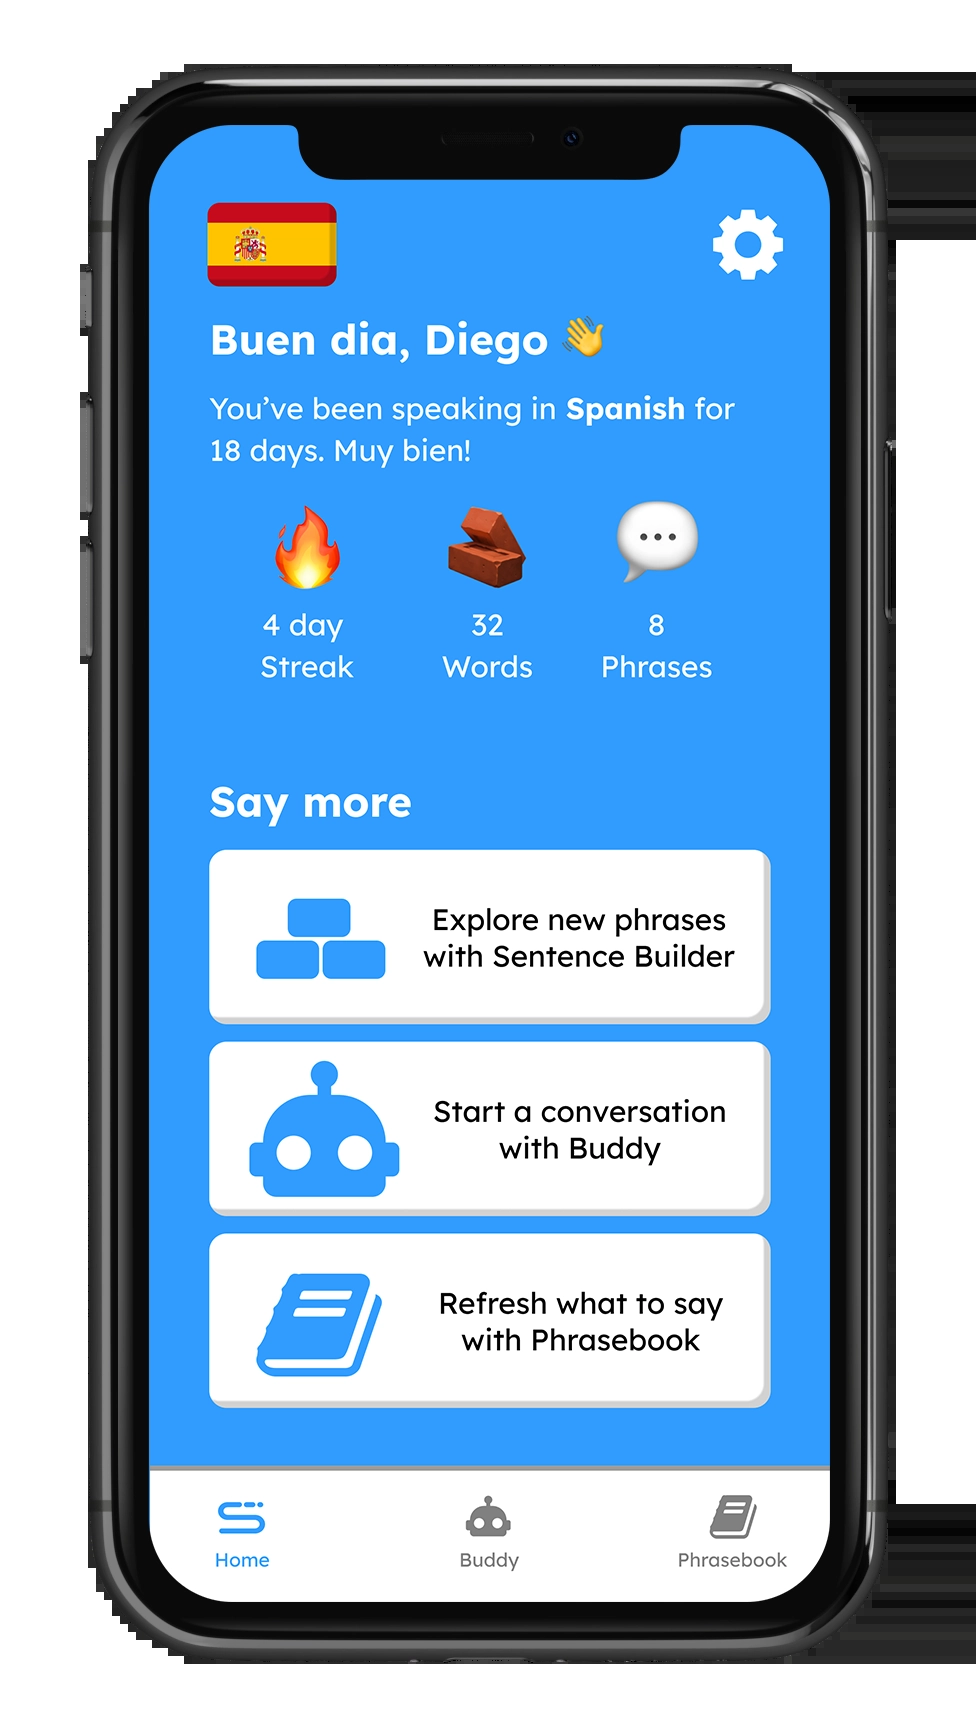 Buen dia, Diego 👋
You’ve been speaking in Spanish for
18 days. Muy bien!
4 day
Streak
32
Words
8
Phrases
Say more
Explore new phrases
with Sentence Builder
Start a conversation
with Buddy
Refresh what to say
with Phrasebook
Home
Buddy
Phrasebook